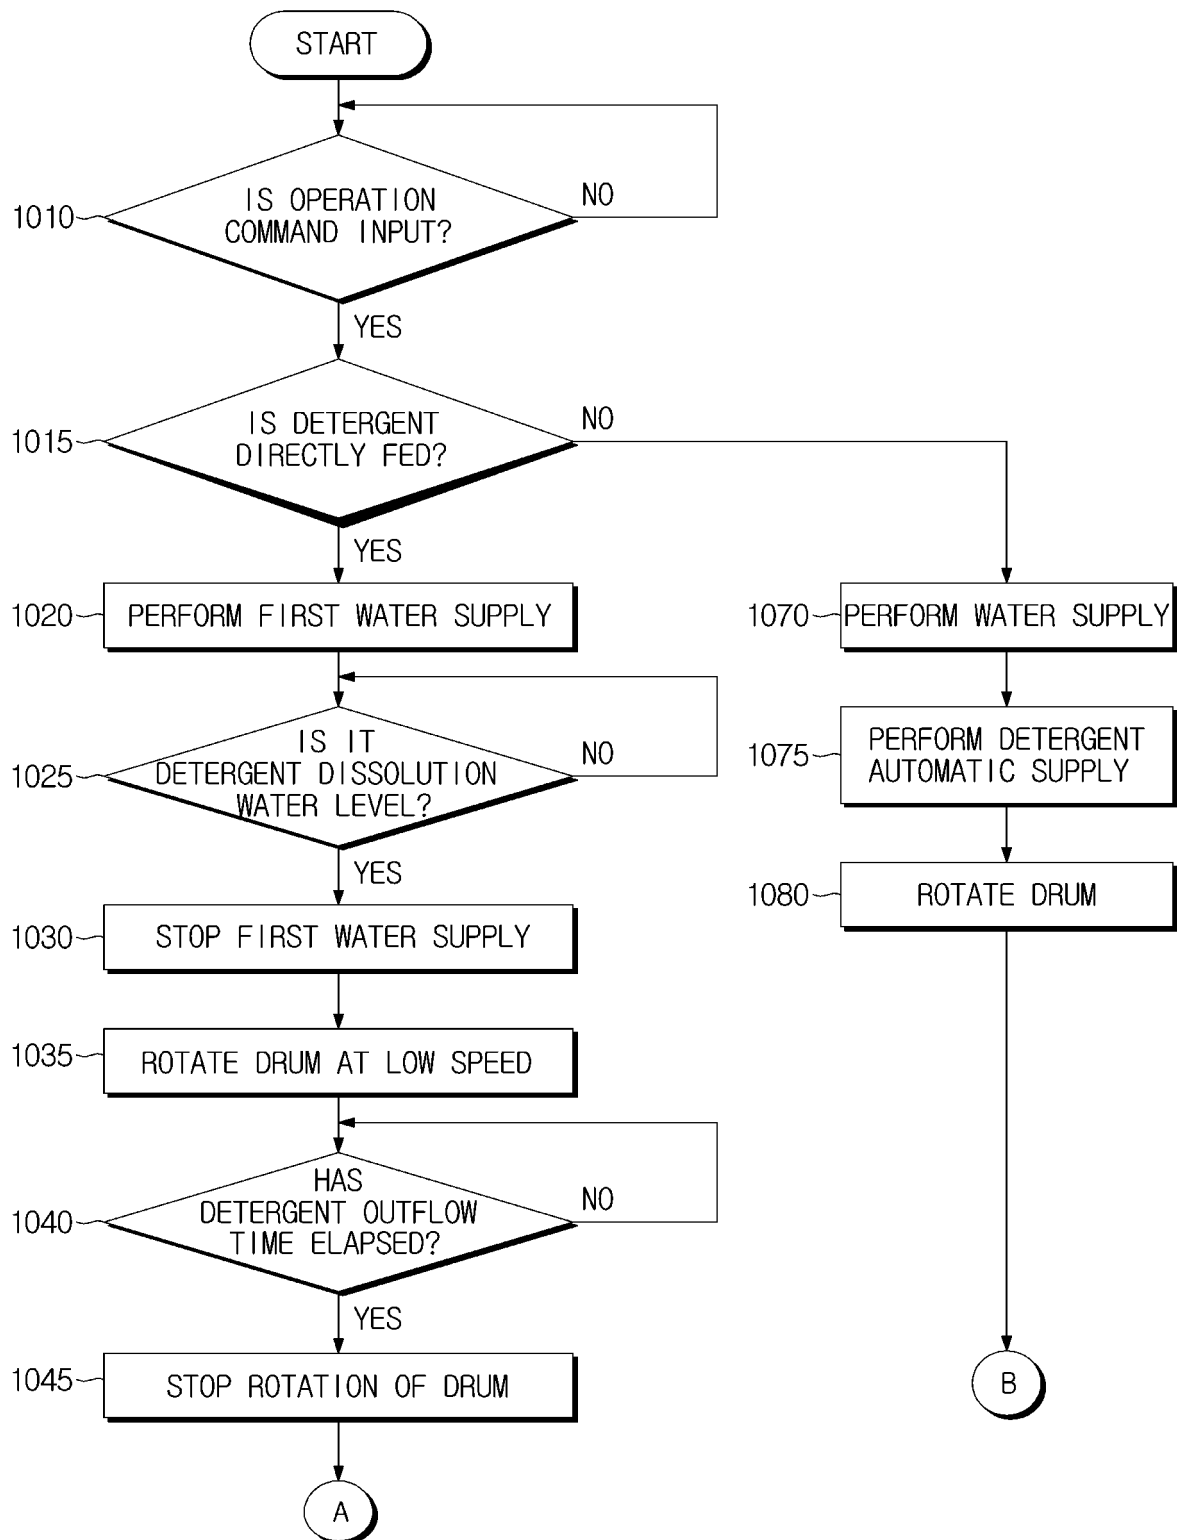 START
1010
IS OPERATION
COMMAND INPUT?
NO
YES
1015
IS DETERGENT
DIRECTLY FED?
NO
YES
1020
PERFORM FIRST WATER SUPPLY
1025
IS IT
DETERGENT DISSOLUTION
WATER LEVEL?
NO
YES
1030
STOP FIRST WATER SUPPLY
1035
ROTATE DRUM AT LOW SPEED
1040
HAS
DETERGENT OUTFLOW
TIME ELAPSED?
NO
YES
1045
STOP ROTATION OF DRUM
A
1070
PERFORM WATER SUPPLY
1075
PERFORM DETERGENT
AUTOMATIC SUPPLY
1080
ROTATE DRUM
B